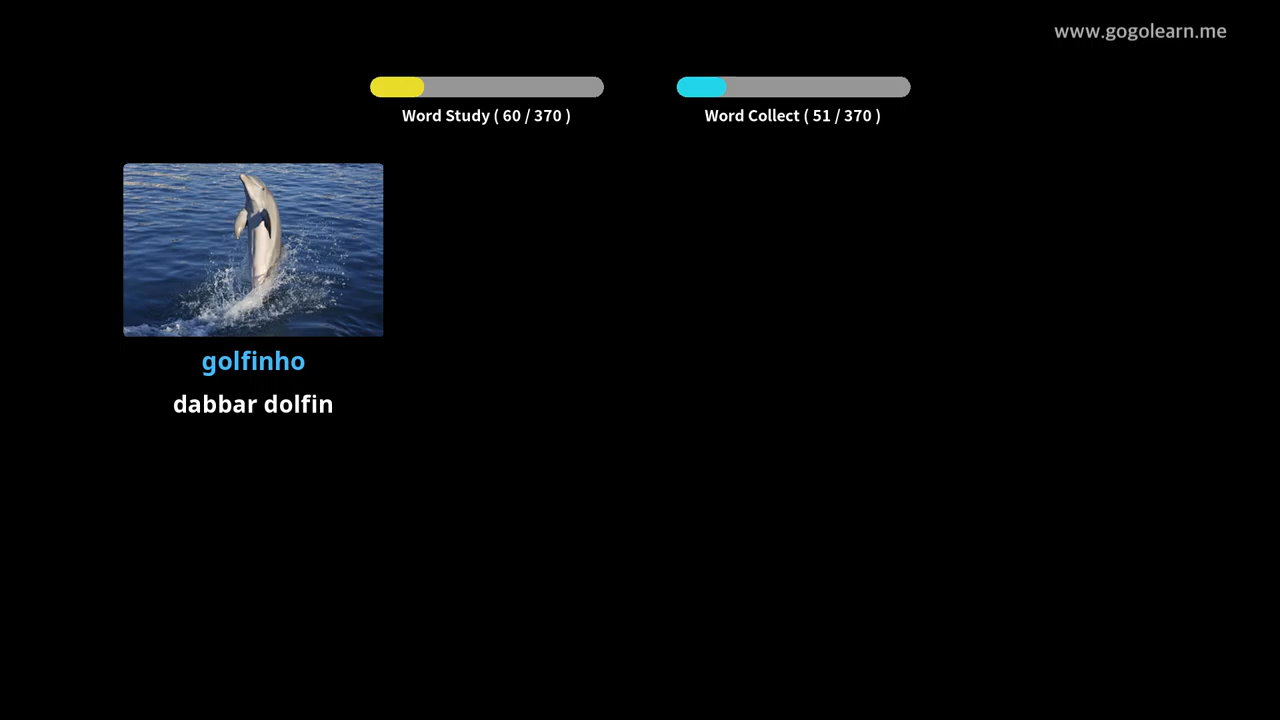 www.gogolearn.me
Word Study ( 60 / 370 )
Word Collect ( 51 / 370 )
golfinho
dabbar dolfin